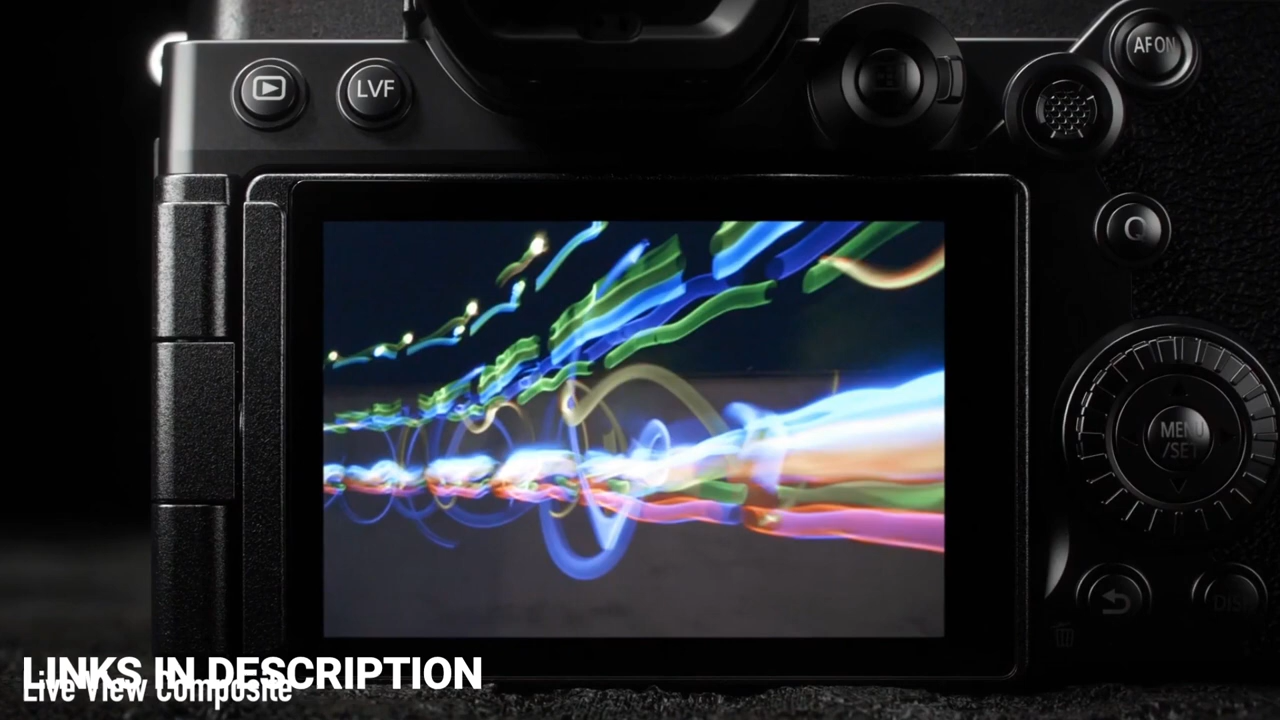 LVF
AF ON
Q
MENU
/SET
LINKS IN DESCRIPTION
Live View Composite